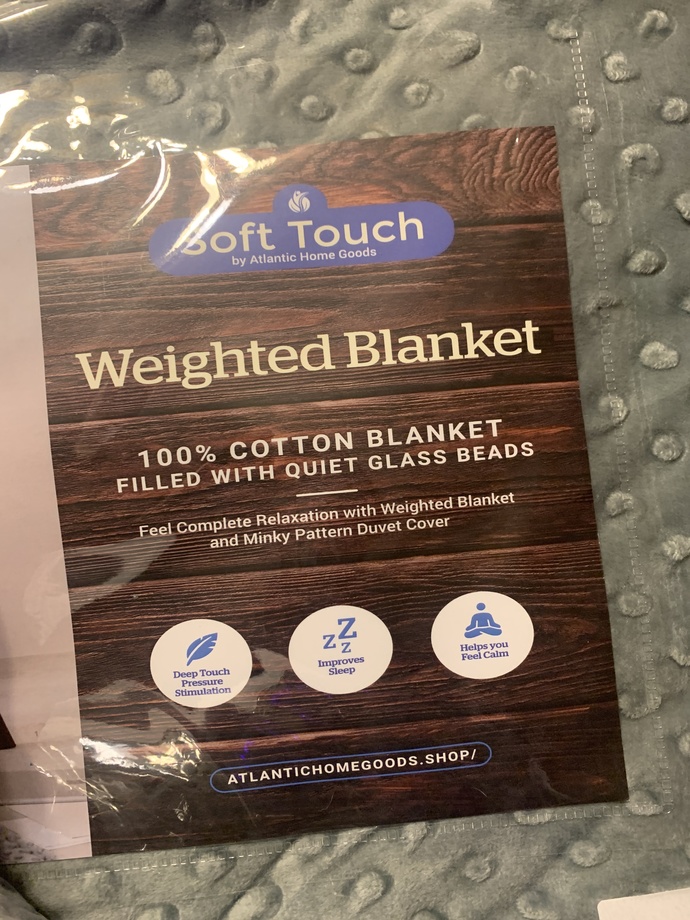 Soft Touch
by Atlantic Home Goods
Weighted Blanket
100% COTTON BLANKET
FILLED WITH QUIET GLASS BEADS
Feel Complete Relaxation with Weighted Blanket
and Minky Pattern Duvet Cover
Deep Touch
Pressure
Stimulation
Z Z Z
Improves
Sleep
Helps you
Feel Calm
ATLANTICHOMEGOODS.SHOP/